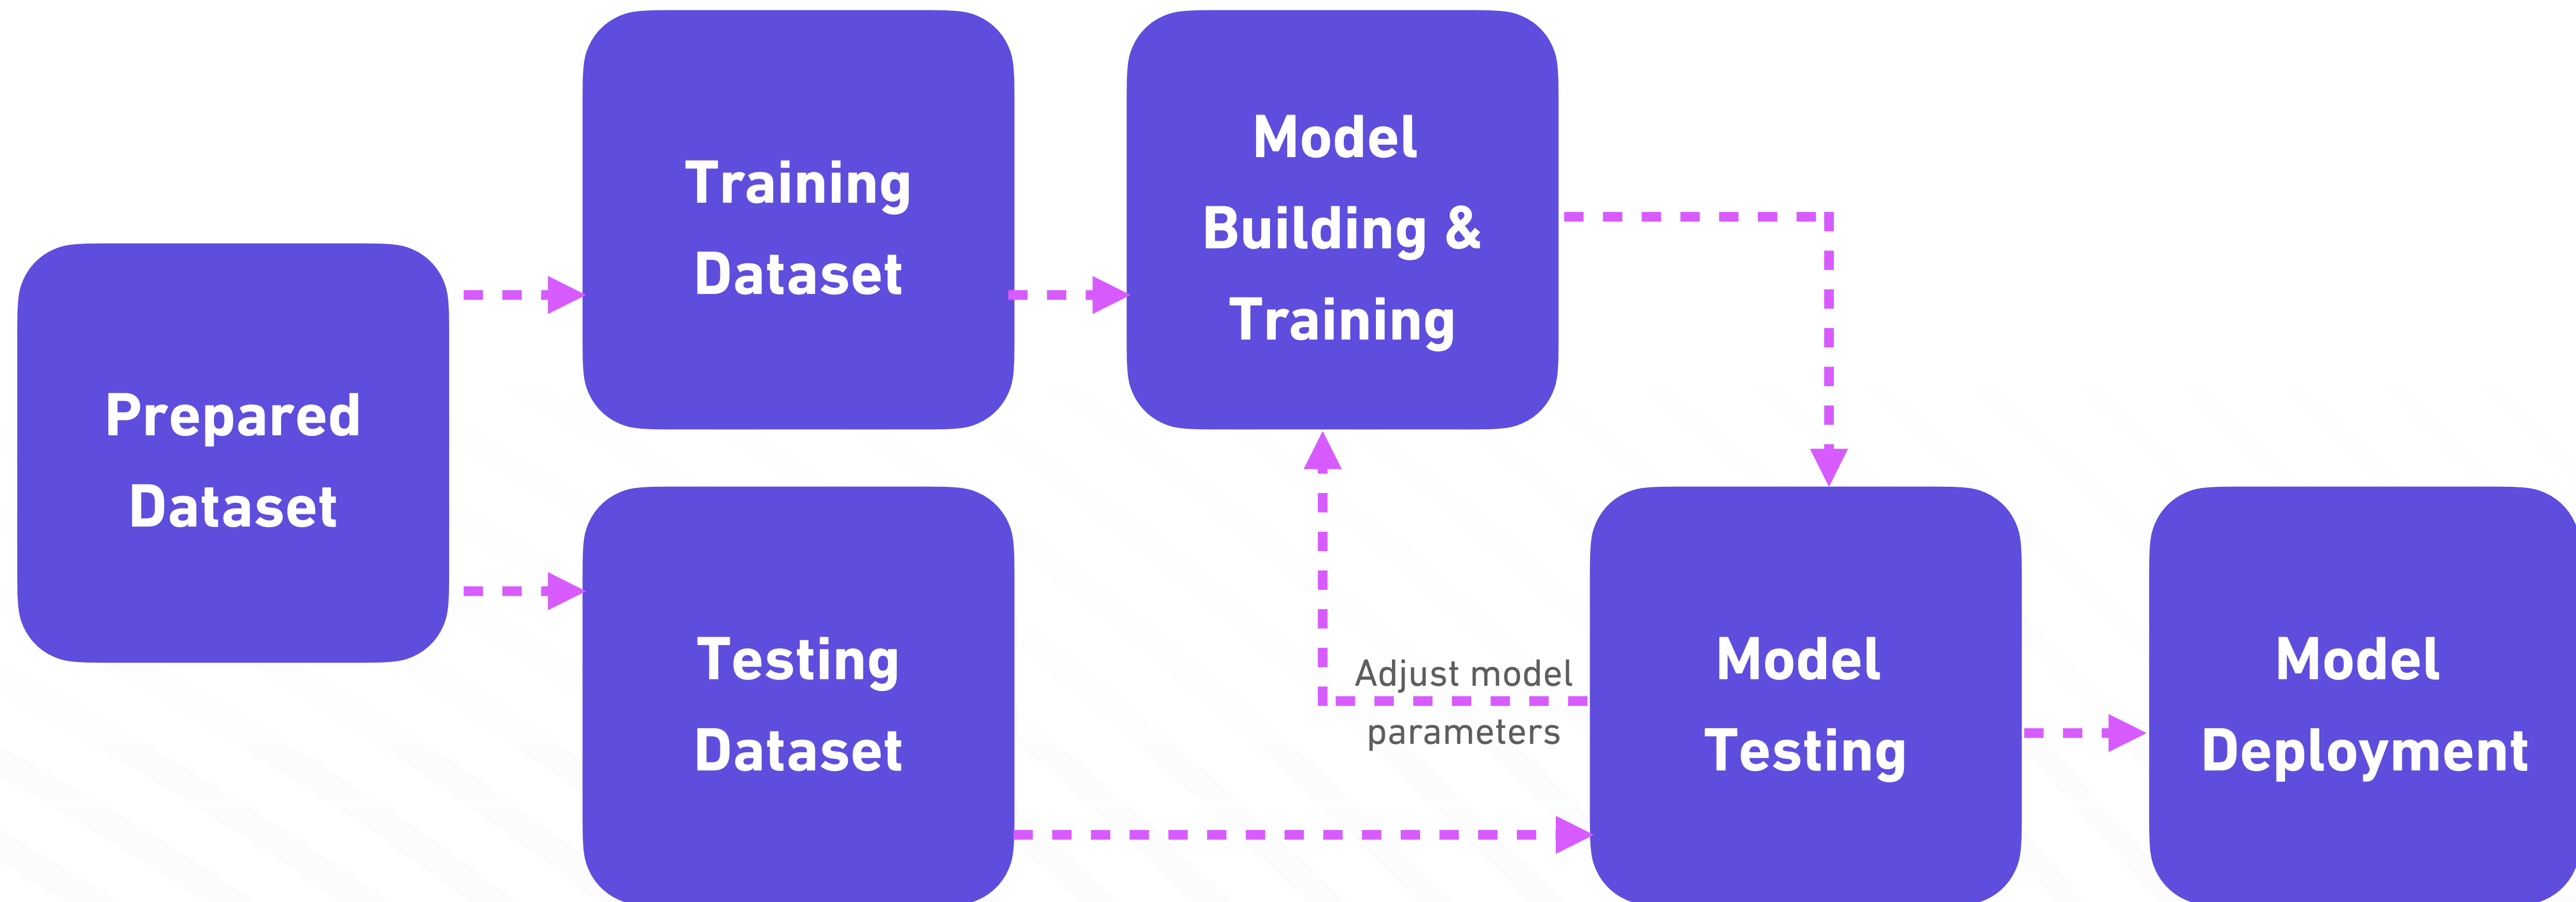 Prepared
Dataset
Training
Dataset
Testing
Dataset
Model
Building &
Training
Adjust model
parameters
Model
Testing
Model
Deployment